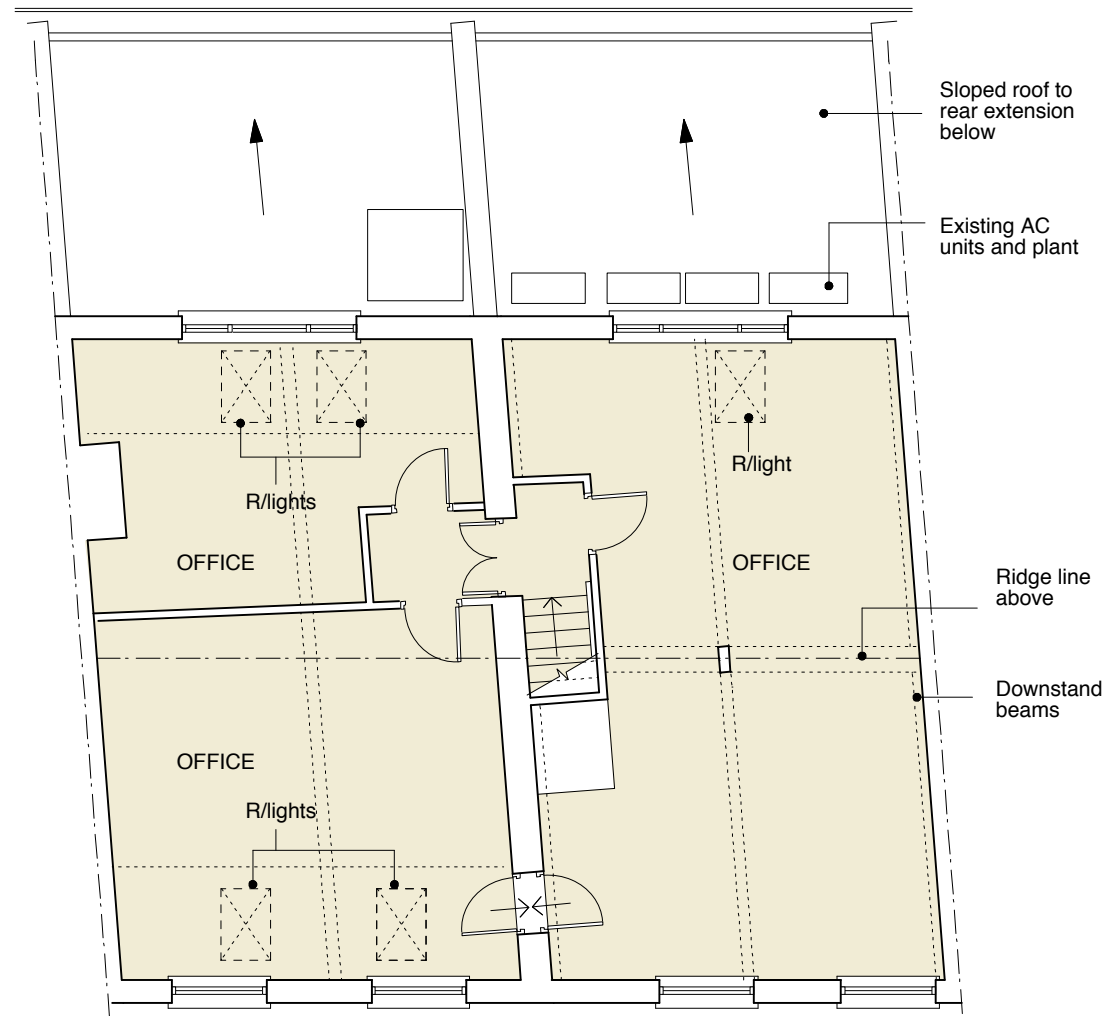 Sloped roof to
rear extension
below
Existing AC
units and plant
R/light
R/lights
OFFICE
OFFICE
Ridge line
above
Downstand
beams
OFFICE
R/lights